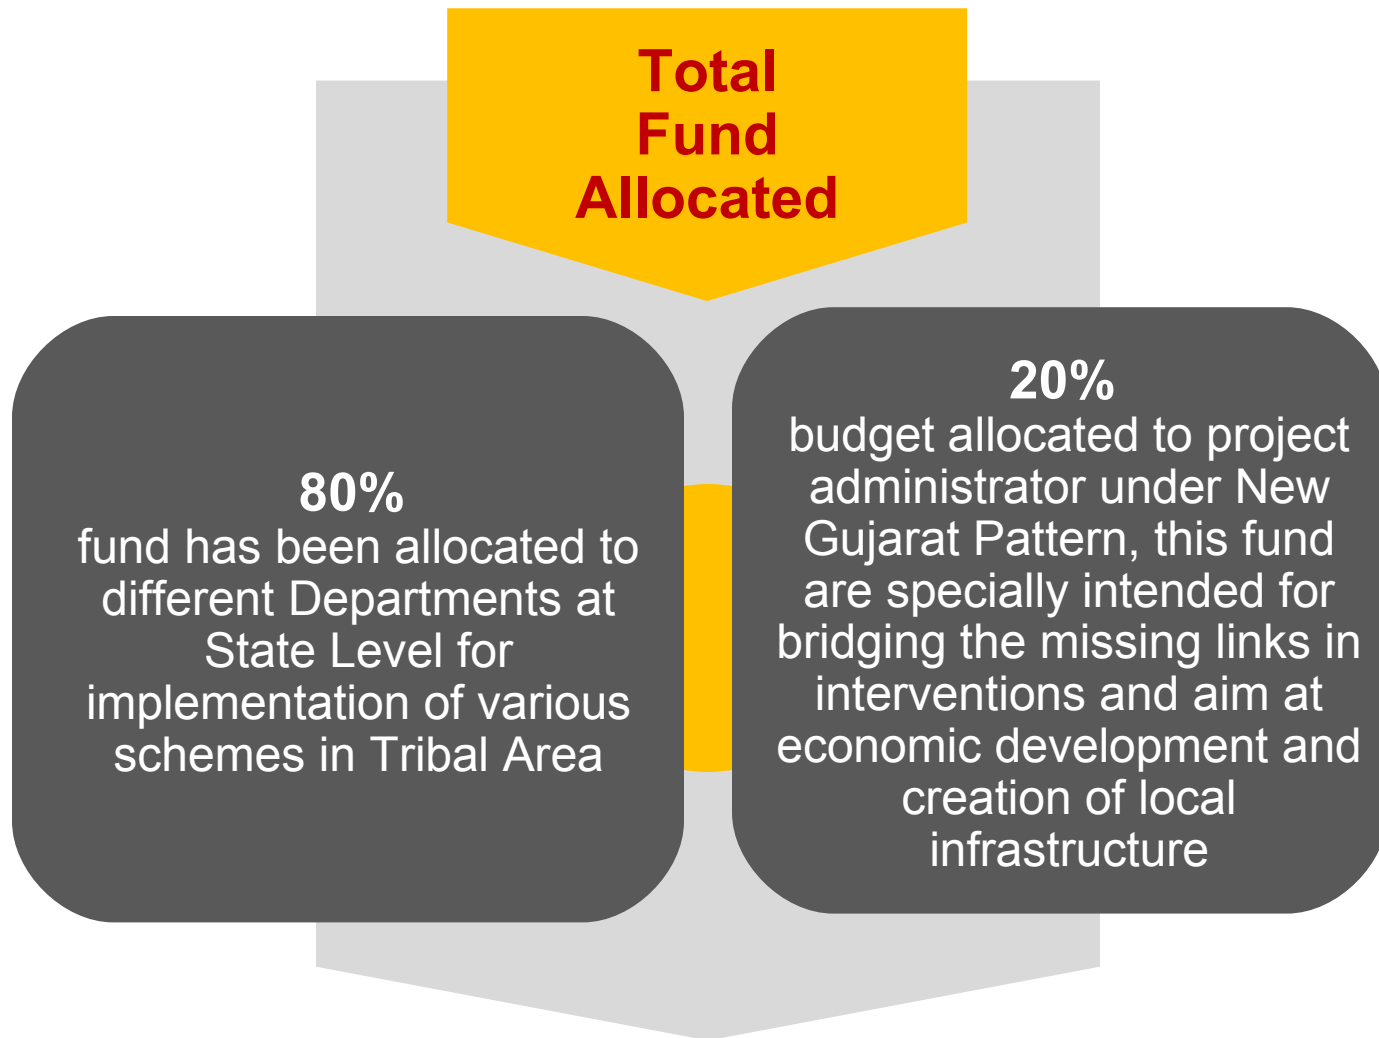 Total
Fund
Allocated
80%
fund has been allocated to
different Departments at
State Level for
implementation of various
schemes in Tribal Area
20%
budget allocated to project
administrator under New
Gujarat Pattern, this fund
are specially intended for
bridging the missing links in
interventions and aim at
economic development and
creation of local
infrastructure